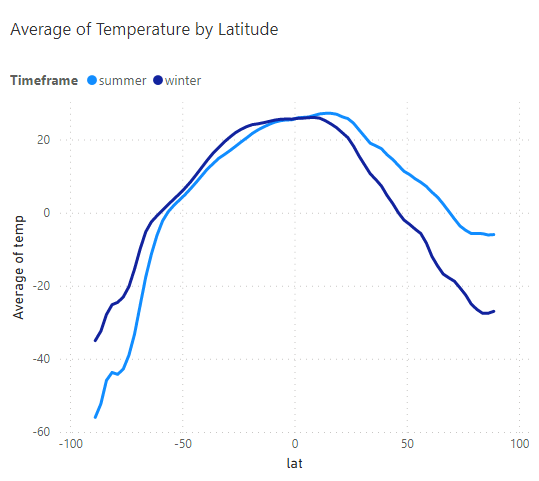 Average of Temperature by Latitude
Timeframe summer winter
20
0
-20
-40
-60
Average of temp
-100 -50 0 50 100
lat